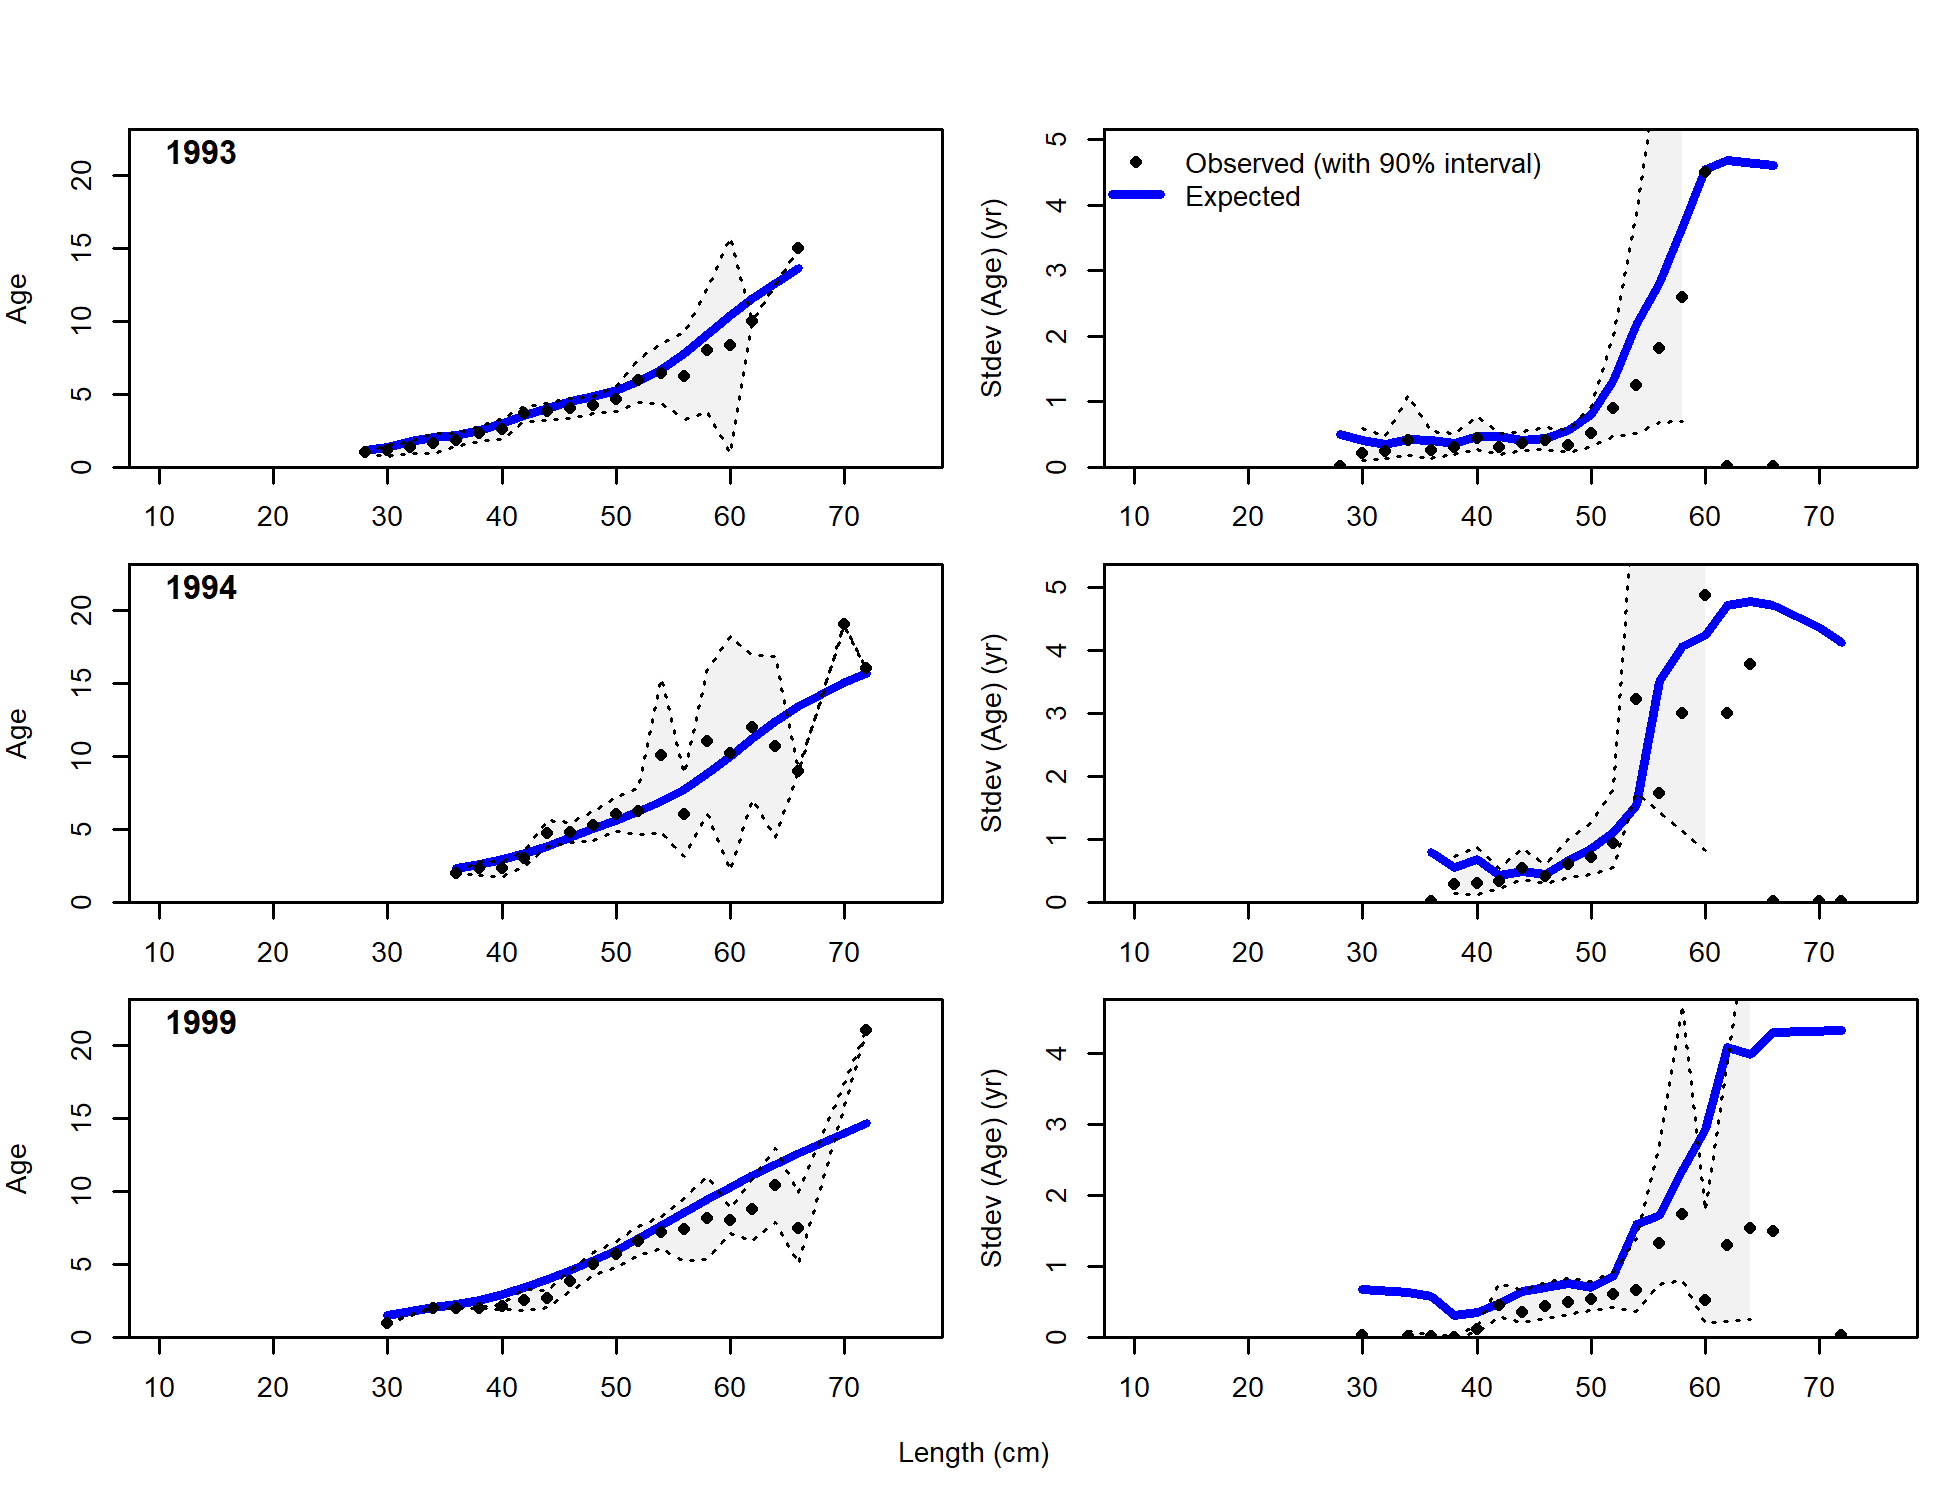 1993
Age
0 5 10 15 20
10 20 30 40 50 60 70
Stdev (Age) (yr)
0 1 2 3 4 5
Observed (with 90% interval)
Expected
10 20 30 40 50 60 70
1994
Age
0 5 10 15 20
10 20 30 40 50 60 70
Stdev (Age) (yr)
0 1 2 3 4 5
10 20 30 40 50 60 70
1999
Age
0 5 10 15 20
10 20 30 40 50 60 70
Stdev (Age) (yr)
0 1 2 3 4
10 20 30 40 50 60 70
Length (cm)